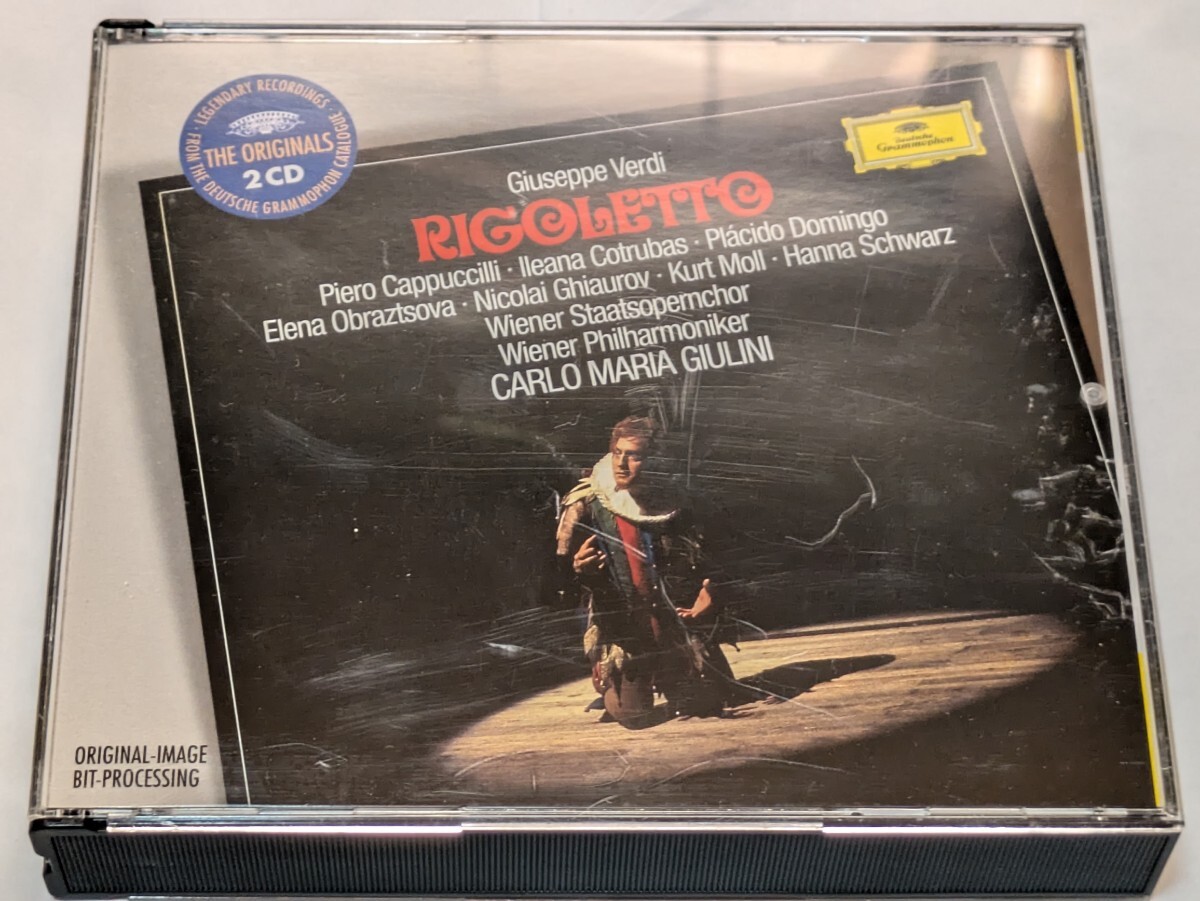 LEGENDARY RECORDINGS ·
FROM THE DEUTSCHE GRAMMOPHON CATALOGUE ·
THE ORIGINALS
2 CD
Deutsche
Grammophon
Giuseppe Verdi
RIGOLETTO
Piero Cappuccilli · Ileana Cotrubas · Plácido Domingo
Elena Obraztsova · Nicolai Ghiaurov · Kurt Moll · Hanna Schwarz
Wiener Staatsopernchor
Wiener Philharmoniker
CARLO MARIA GIULINI
ORIGINAL-IMAGE
BIT-PROCESSING